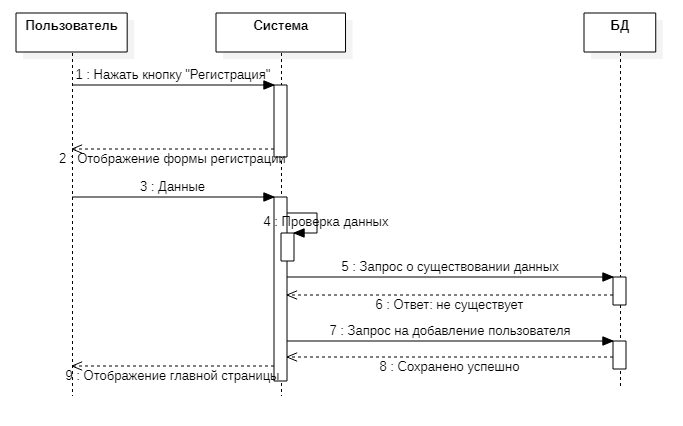 Пользователь
Система
БД
1 : Нажать кнопку "Регистрация"
2 : Отображение формы регистрации
3 : Данные
4 : Проверка данных
5 : Запрос о существовании данных
6 : Ответ: не существует
7 : Запрос на добавление пользователя
8 : Сохранено успешно
9 : Отображение главной страницы